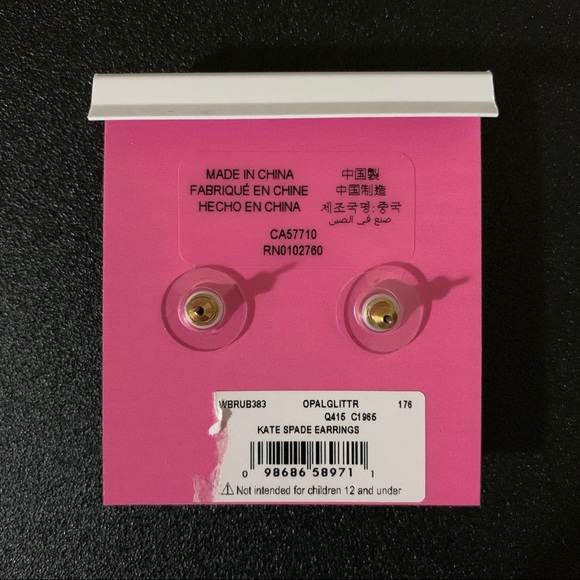 MADE IN CHINA
FABRIQUÉ EN CHINE
HECHO EN CHINA
中国製
中国制造
제조국명:중국
صنع في الصين
CA57710
RN0102760
WBRUB383 OPALGLITTR 176
Q415 C1965
KATE SPADE EARRINGS
0 98686 58971 1
⚠ Not intended for children 12 and under